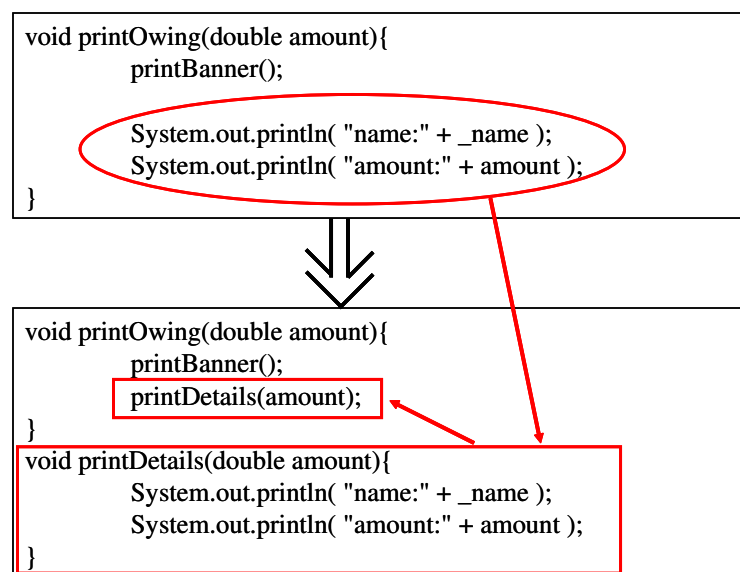 void printOwing(double amount){
printBanner();
System.out.println( "name:" + _name );
System.out.println( "amount:" + amount );
}
void printOwing(double amount){
printBanner();
printDetails(amount);
}
void printDetails(double amount){
System.out.println( "name:" + _name );
System.out.println( "amount:" + amount );
}